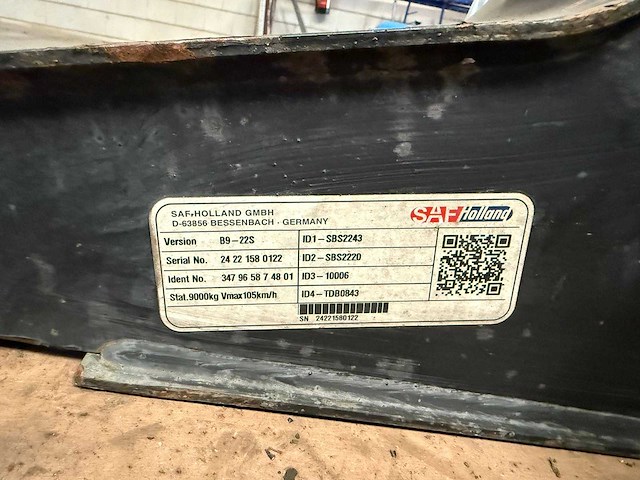 SAF-HOLLAND GMBH
D-63856 BESSENBACH - GERMANY
SAF Holland
Version B9-22S
Serial No. 24 22 158 0122
Ident No. 347 96 58 7 48 01
Stat.9000kg Vmax105km/h
ID1-SBS2243
ID2-SBS2220
ID3-10006
ID4-TDB0843
SN 24221580122